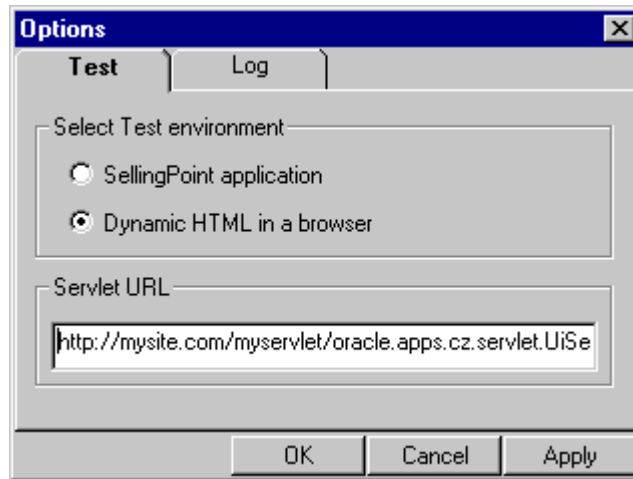 Options
Test Log
Select Test environment
SellingPoint application
Dynamic HTML in a browser
Servlet URL
http://mysite.com/myservlet/oracle.apps.cz.servlet.UiSe
OK Cancel Apply